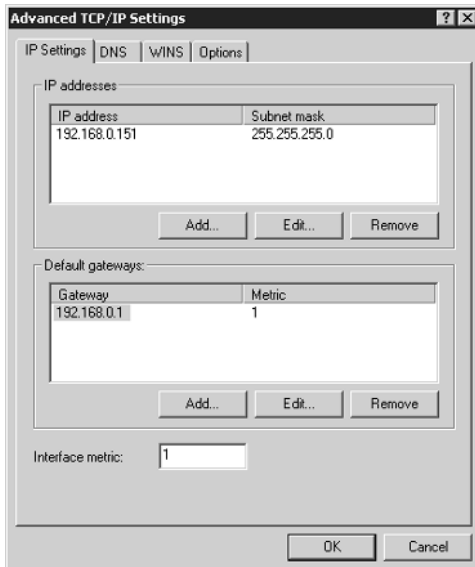 Advanced TCP/IP Settings
? X
IP Settings DNS WINS Options
IP addresses
IP address Subnet mask
192.168.0.151 255.255.255.0
Add... Edit... Remove
Default gateways:
Gateway Metric
192.168.0.1 1
Add... Edit... Remove
Interface metric: 1
OK Cancel